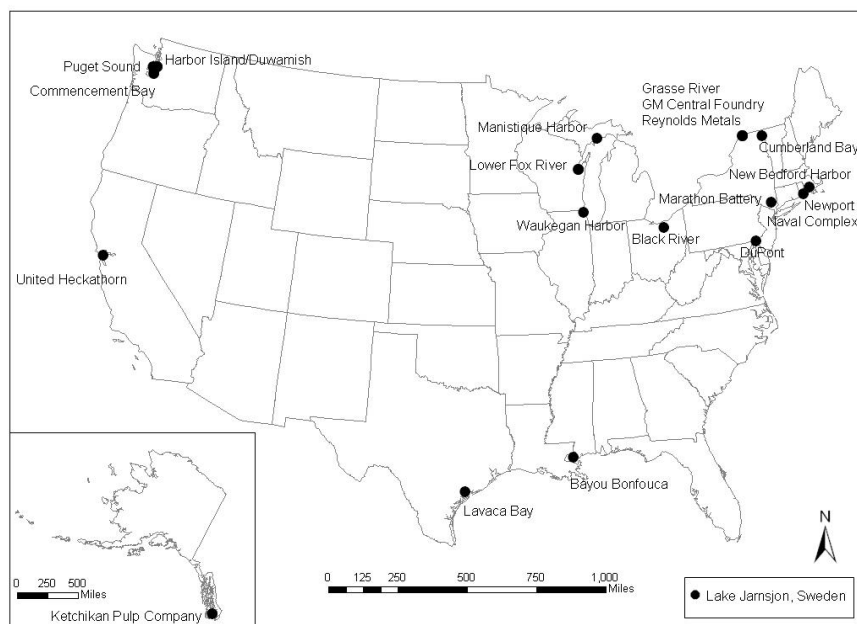 Puget Sound
Harbor Island/Duwamish
Commencement Bay
Grasse River
GM Central Foundry
Reynolds Metals
Manistique Harbor
Cumberland Bay
Lower Fox River
New Bedford Harbor
Marathon Battery
Newport
Naval Complex
Waukegan Harbor
Black River
DuPont
United Heckathorn
Bayou Bonfouca
Lavaca Bay
N
0 250 500
Miles
0 250 500 750 1,000
Miles
Lake Jarnsjon, Sweden
Ketchikan Pulp Company